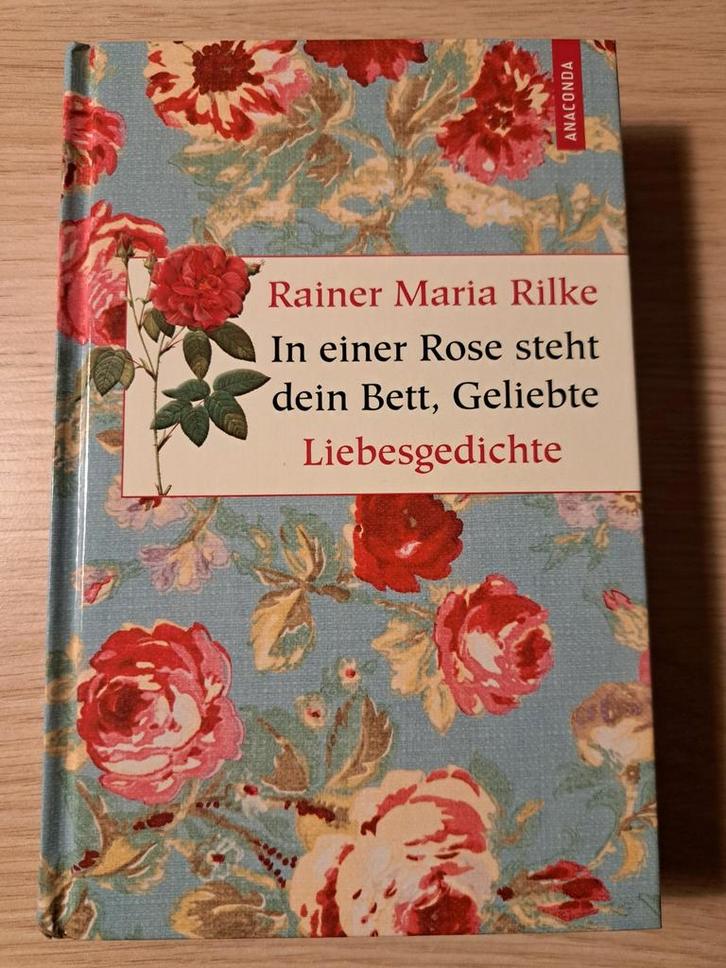 ANACONDA
Rainer Maria Rilke
In einer Rose steht
dein Bett, Geliebte
Liebesgedichte